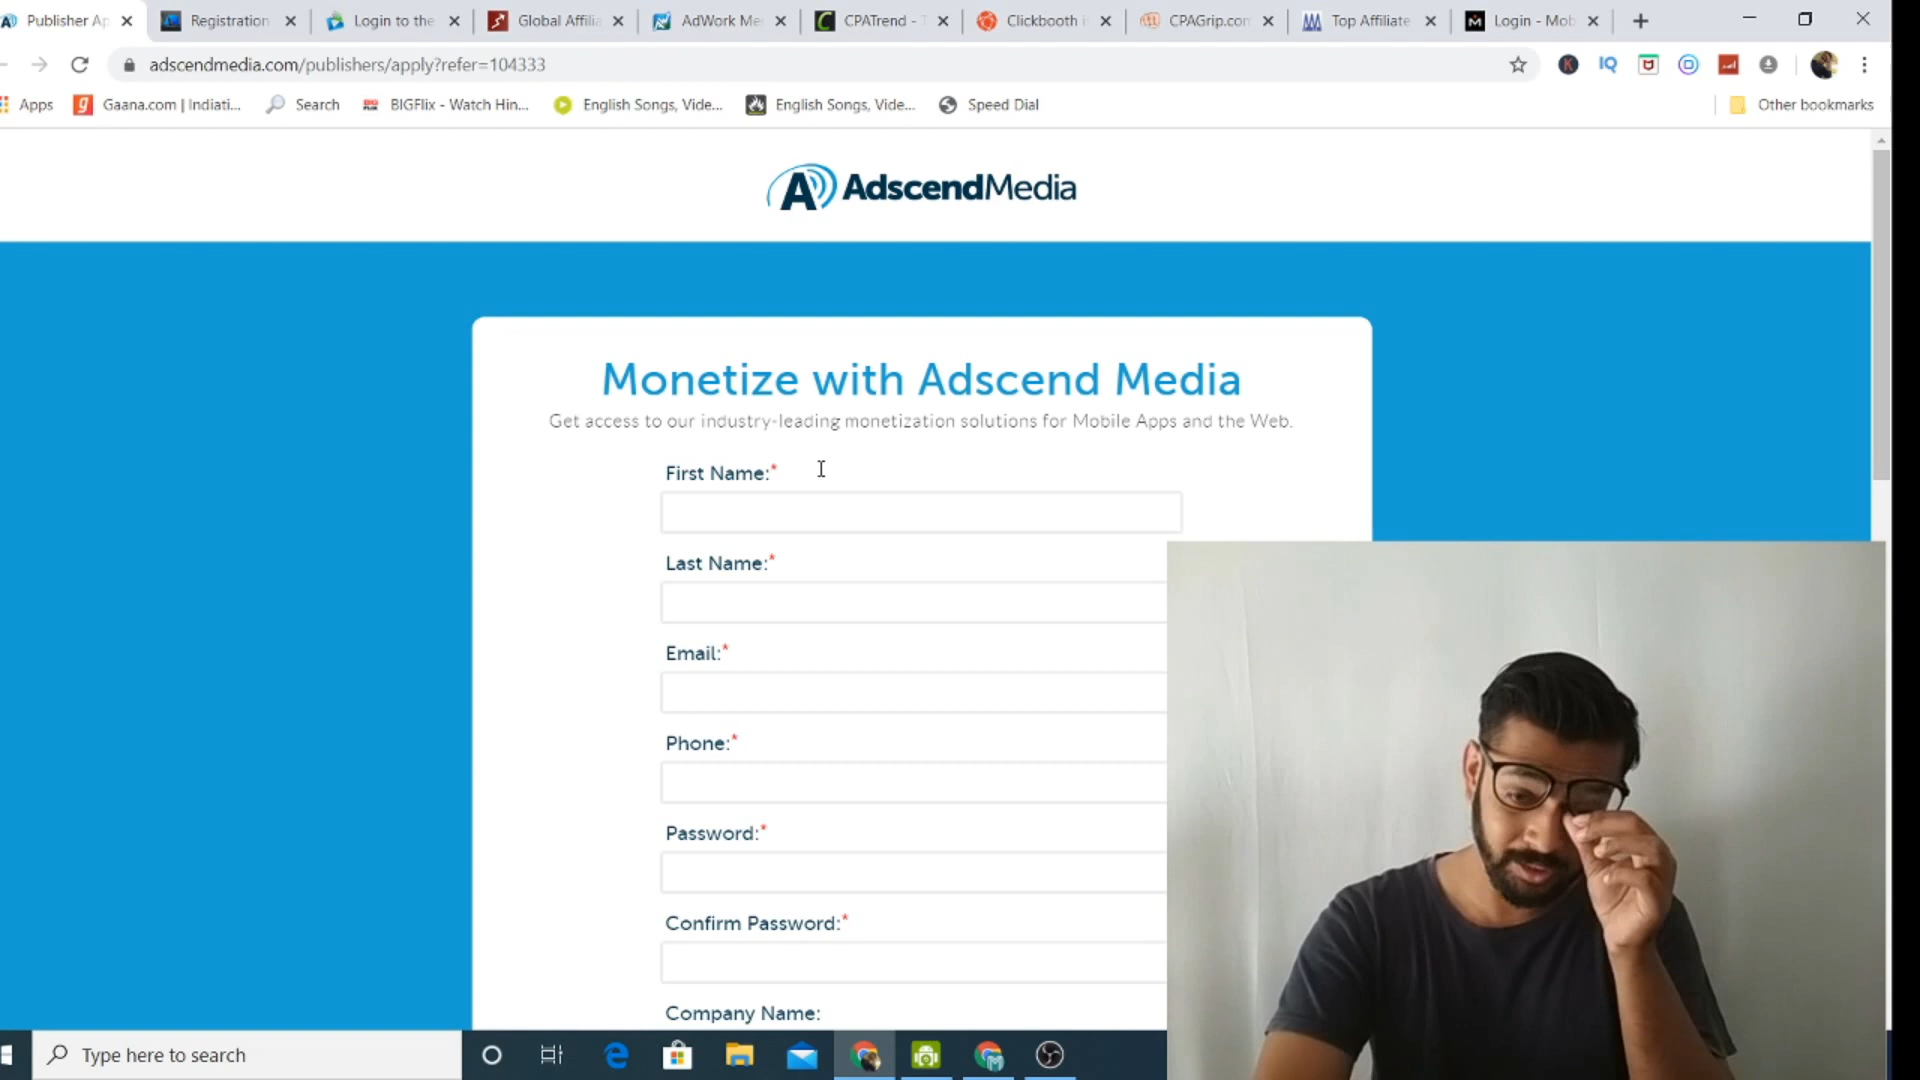 Publisher Ap
Registration
Login to the
Global Affilia
AdWork Me
CPATrend - T
Clickbooth i
CPAGrip.com
Top Affiliate
Login - Mob
adscendmedia.com/publishers/apply?refer=104333
Apps
Gaana.com | Indiati...
Search
BIGFlix - Watch Hin...
English Songs, Vide...
English Songs, Vide...
Speed Dial
Other bookmarks
AdscendMedia
Monetize with Adscend Media
Get access to our industry-leading monetization solutions for Mobile Apps and the Web.
First Name:*
Last Name:*
Email:*
Phone:*
Password:*
Confirm Password:*
Company Name:
Type here to search